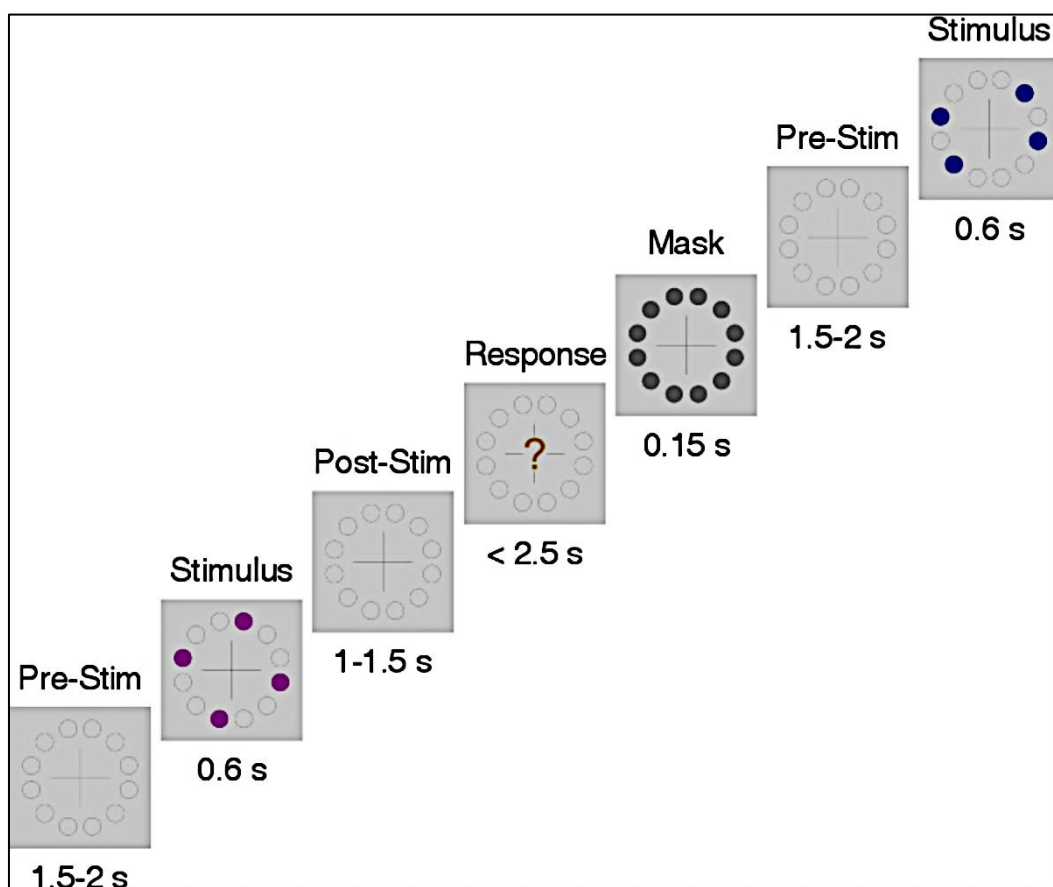 Stimulus
Pre-Stim
0.6 s
Mask
1.5-2 s
Response
0.15 s
?
Post-Stim
< 2.5 s
Stimulus
1-1.5 s
Pre-Stim
0.6 s
1.5-2 s